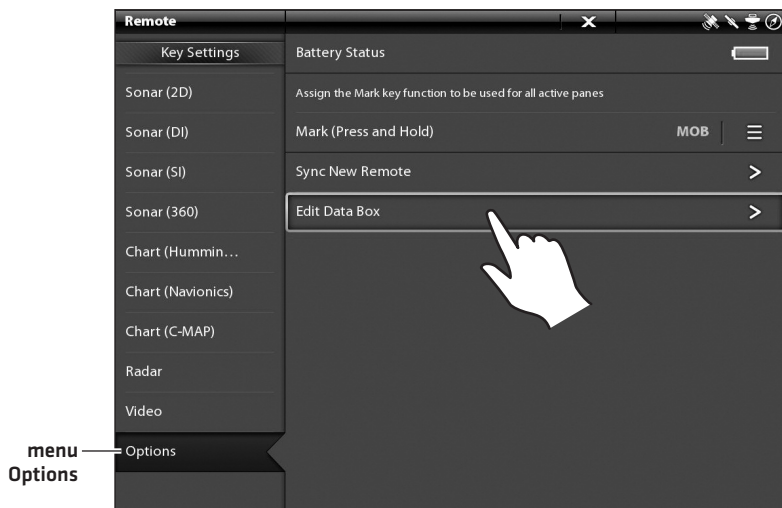 Remote
X
Key Settings
Sonar (2D)
Sonar (DI)
Sonar (SI)
Sonar (360)
Chart (Hummin…
Chart (Navionics)
Chart (C-MAP)
Radar
Video
Options
Battery Status
Assign the Mark key function to be used for all active panes
Mark (Press and Hold) MOB
Sync New Remote >
Edit Data Box >
menu
Options